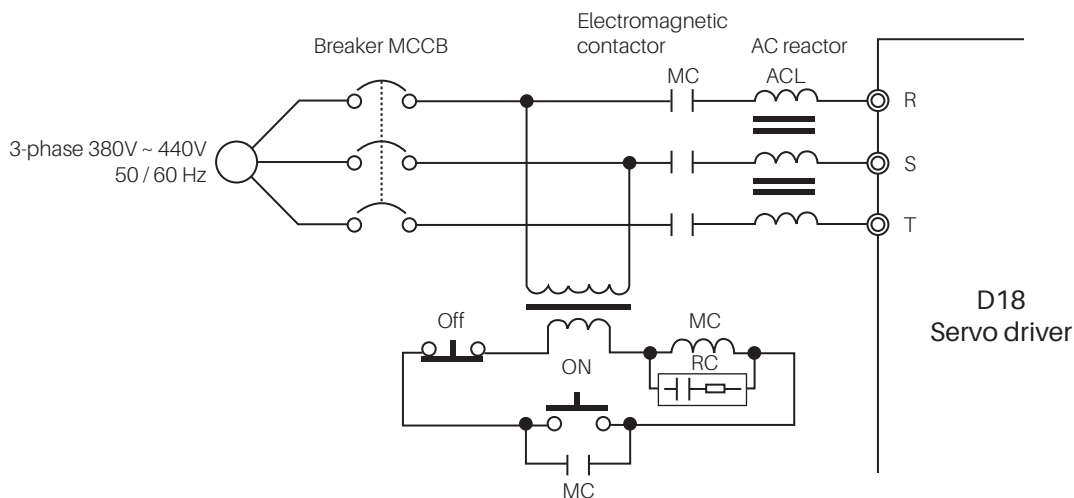 Electromagnetic
contactor
Breaker MCCB
AC reactor
MC
ACL
R
3-phase 380V ~ 440V
50 / 60 Hz
S
T
D18
Servo driver
Off
MC
ON
RC
MC